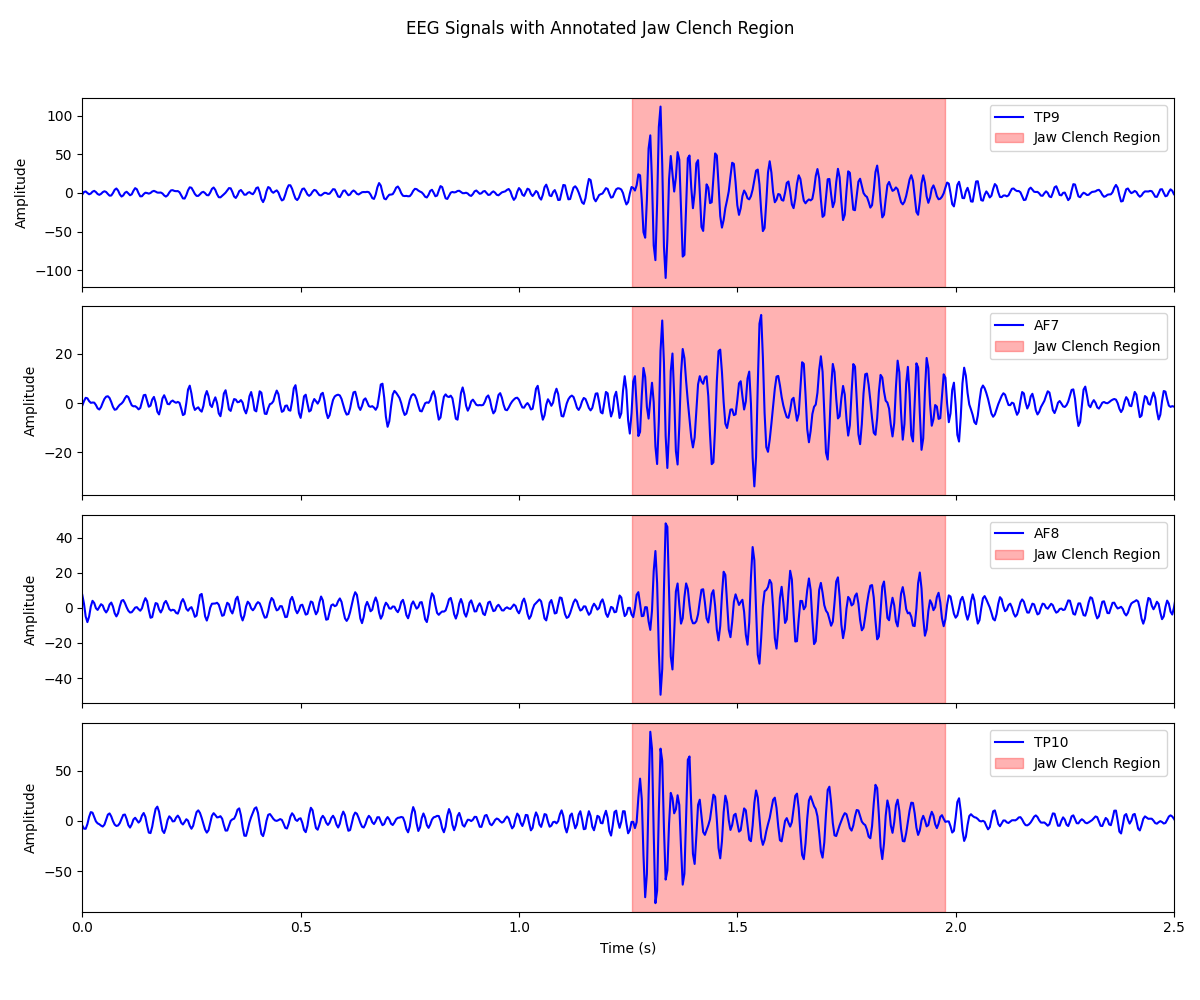 EEG Signals with Annotated Jaw Clench Region
100
50
0
−50
−100
Amplitude
TP9
Jaw Clench Region
20
0
−20
Amplitude
AF7
Jaw Clench Region
40
20
0
−20
−40
Amplitude
AF8
Jaw Clench Region
50
0
−50
Amplitude
TP10
Jaw Clench Region
0.0 0.5 1.0 1.5 2.0 2.5
Time (s)